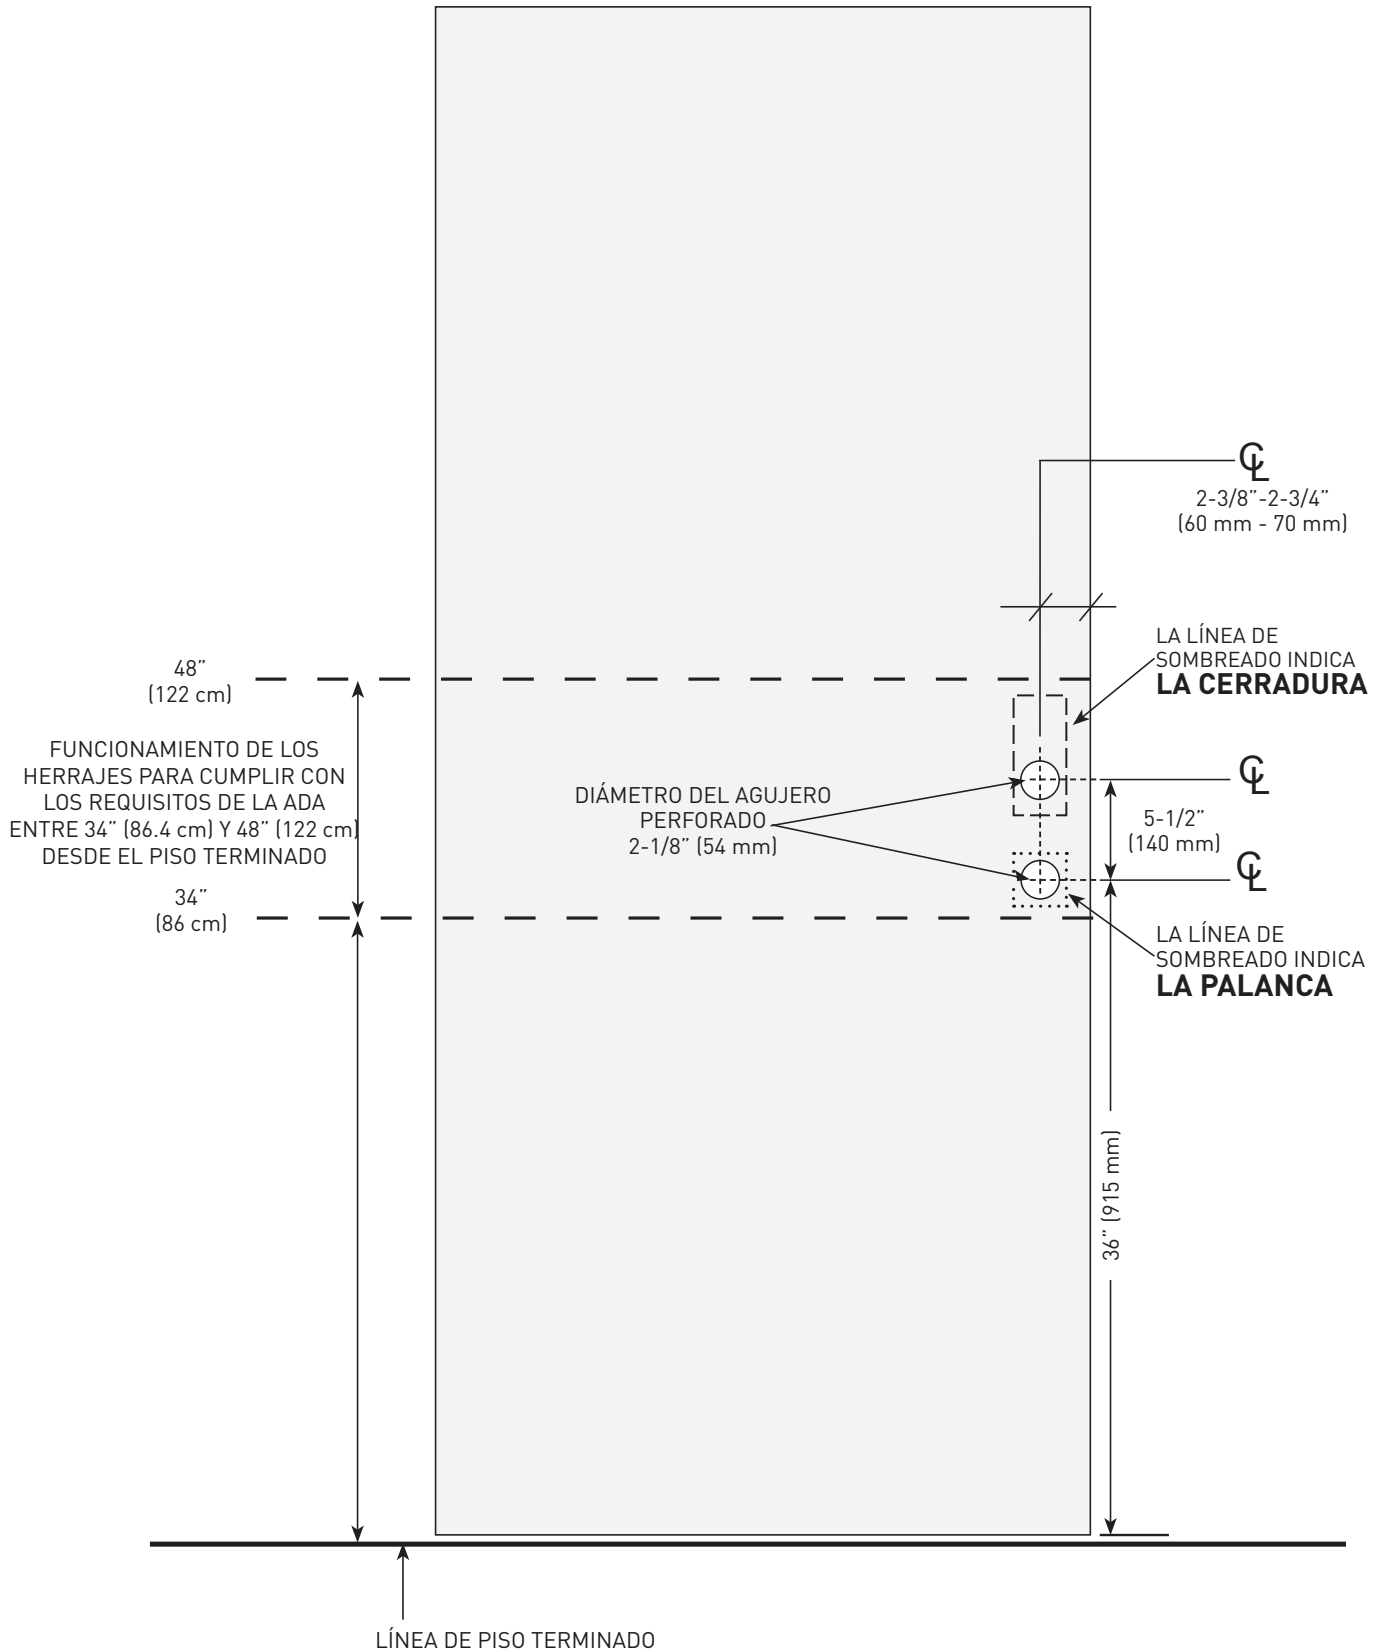 ℄
2-3/8”-2-3/4”
(60 mm - 70 mm)
LA LÍNEA DE
SOMBREADO INDICA
LA CERRADURA
48”
(122 cm)
FUNCIONAMIENTO DE LOS
HERRAJES PARA CUMPLIR CON
LOS REQUISITOS DE LA ADA
ENTRE 34” (86.4 cm) Y 48” (122 cm)
DESDE EL PISO TERMINADO
34”
(86 cm)
DIÁMETRO DEL AGUJERO
PERFORADO
2-1/8” (54 mm)
℄
5-1/2”
(140 mm)
℄
LA LÍNEA DE
SOMBREADO INDICA
LA PALANCA
36” (915 mm)
LÍNEA DE PISO TERMINADO